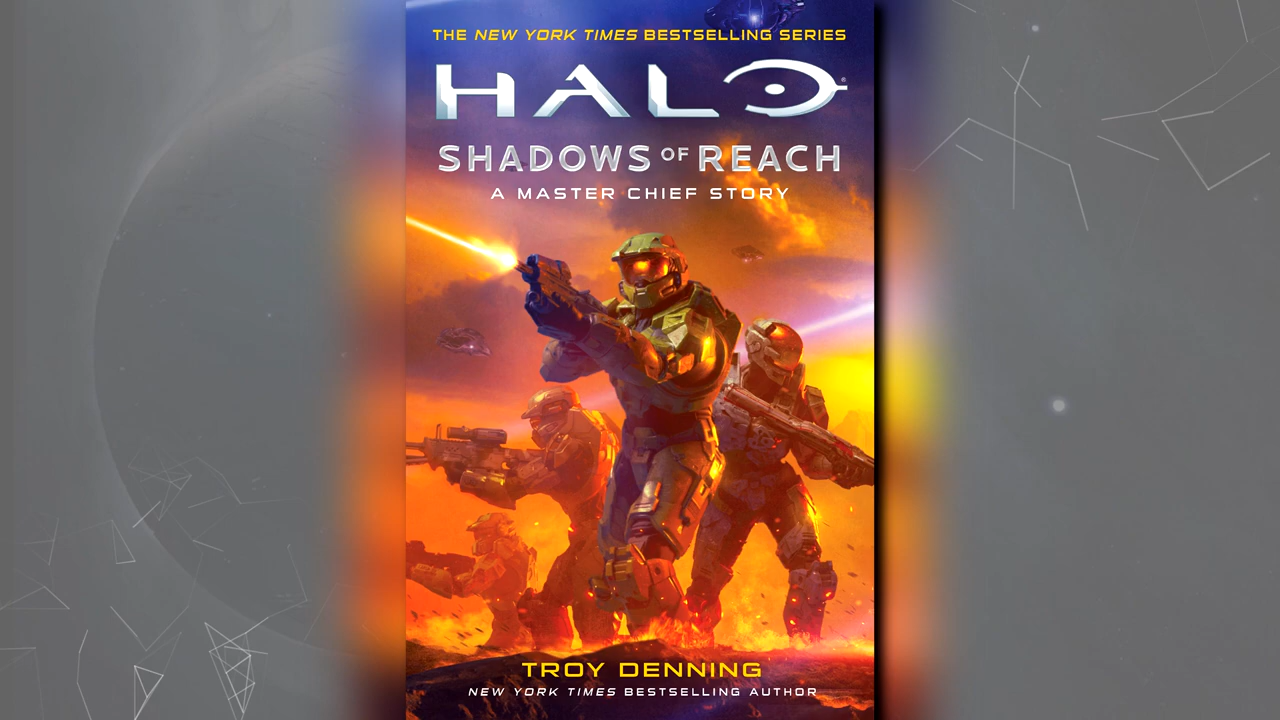 THE NEW YORK TIMES BESTSELLING SERIES
HALO®
SHADOWS OF REACH
A MASTER CHIEF STORY
TROY DENNING
NEW YORK TIMES BESTSELLING AUTHOR